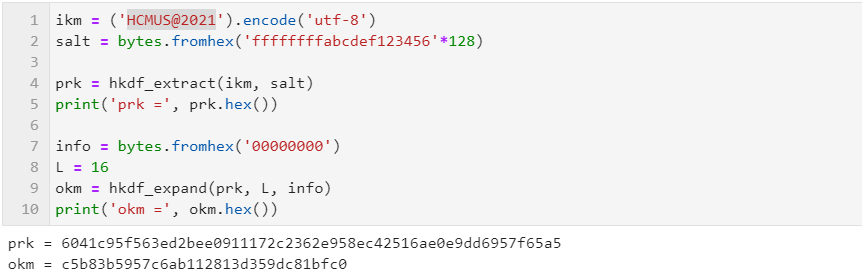 1 ikm = ('HCMUS@2021').encode('utf-8')
2 salt = bytes.fromhex('ffffffffabcdef123456'*128)
3
4 prk = hkdf_extract(ikm, salt)
5 print('prk =', prk.hex())
6
7 info = bytes.fromhex('00000000')
8 L = 16
9 okm = hkdf_expand(prk, L, info)
10 print('okm =', okm.hex())
prk = 6041c95f563ed2bee0911172c2362e958ec42516ae0e9dd6957f65a5
okm = c5b83b5957c6ab112813d359dc81bfc0